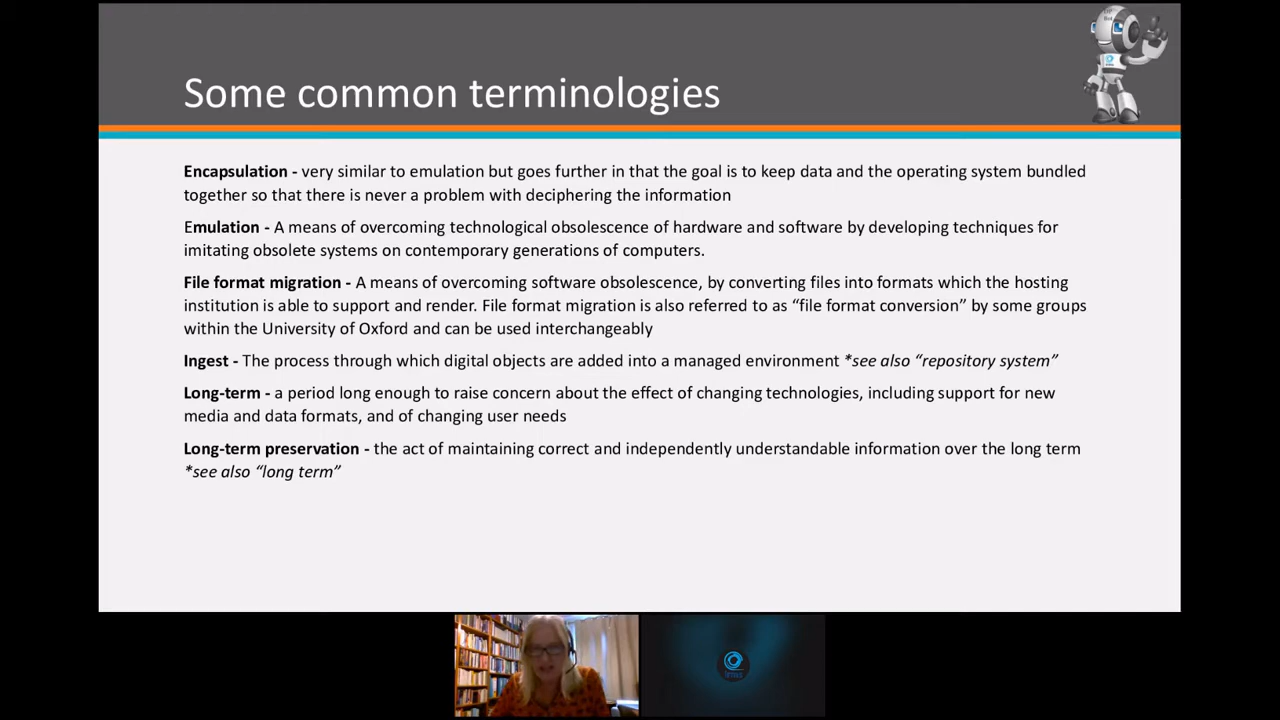 Some common terminologies
Encapsulation - very similar to emulation but goes further in that the goal is to keep data and the operating system bundled
together so that there is never a problem with deciphering the information
Emulation - A means of overcoming technological obsolescence of hardware and software by developing techniques for
imitating obsolete systems on contemporary generations of computers.
File format migration - A means of overcoming software obsolescence, by converting files into formats which the hosting
institution is able to support and render. File format migration is also referred to as “file format conversion” by some groups
within the University of Oxford and can be used interchangeably
Ingest - The process through which digital objects are added into a managed environment *see also “repository system”
Long-term - a period long enough to raise concern about the effect of changing technologies, including support for new
media and data formats, and of changing user needs
Long-term preservation - the act of maintaining correct and independently understandable information over the long term
*see also “long term”